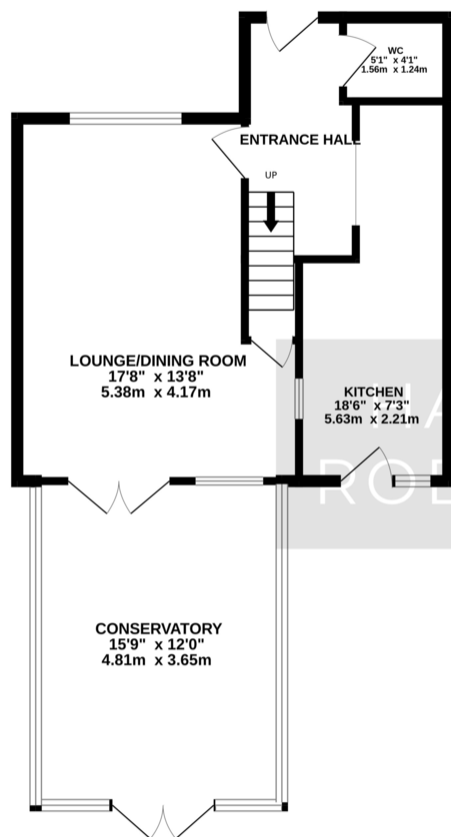 WC
5'1" x 4'1"
1.56m x 1.24m
ENTRANCE HALL
UP
LOUNGE/DINING ROOM
17'8" x 13'8"
5.38m x 4.17m
KITCHEN
18'6" x 7'3"
5.63m x 2.21m
HA
ROB
CONSERVATORY
15'9" x 12'0"
4.81m x 3.65m